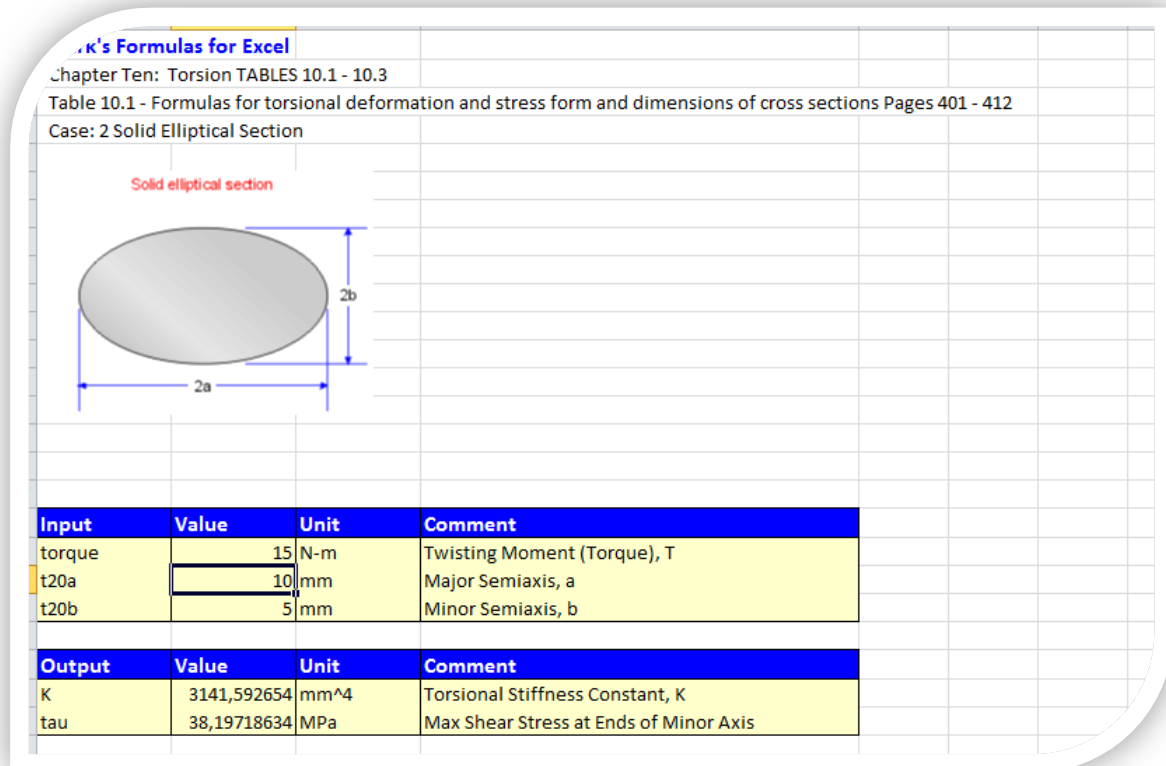 's Formulas for Excel
Chapter Ten: Torsion TABLES 10.1 - 10.3
Table 10.1 - Formulas for torsional deformation and stress form and dimensions of cross sections Pages 401 - 412
Case: 2 Solid Elliptical Section
Solid elliptical section
2b
2a
Input Value Unit Comment
torque 15 N-m Twisting Moment (Torque), T
t20a 10 mm Major Semiaxis, a
t20b 5 mm Minor Semiaxis, b
Output Value Unit Comment
K 3141,592654 mm^4 Torsional Stiffness Constant, K
tau 38,19718634 MPa Max Shear Stress at Ends of Minor Axis